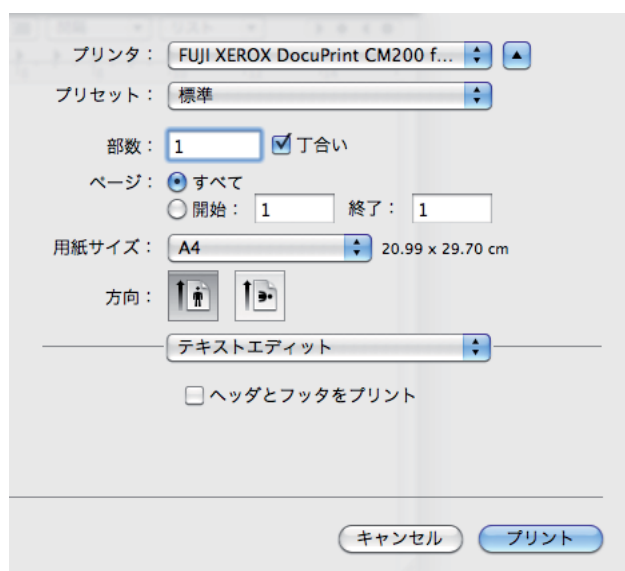 プリンタ： FUJI XEROX DocuPrint CM200 f...
プリセット： 標準
部数： 1 丁合い
ページ： すべて
開始： 1 終了： 1
用紙サイズ： A4 20.99 x 29.70 cm
方向：
テキストエディット
ヘッダとフッタをプリント
キャンセル プリント